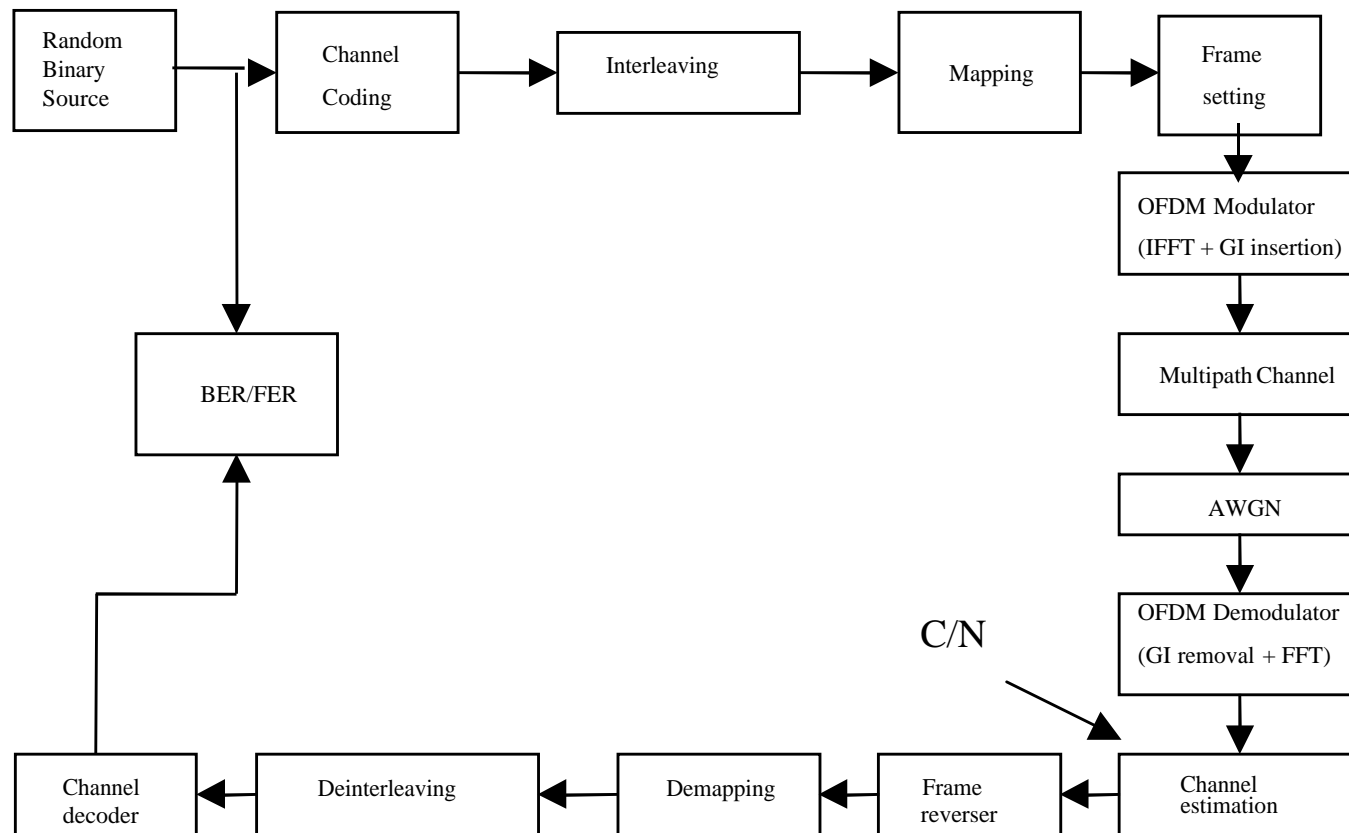 Random
Binary
Source
Channel
Coding
Interleaving
Mapping
Frame
setting
OFDM Modulator
(IFFT + GI insertion)
Multipath Channel
BER/FER
AWGN
OFDM Demodulator
(GI removal + FFT)
C/N
Channel
decoder
Deinterleaving
Demapping
Frame
reverser
Channel
estimation